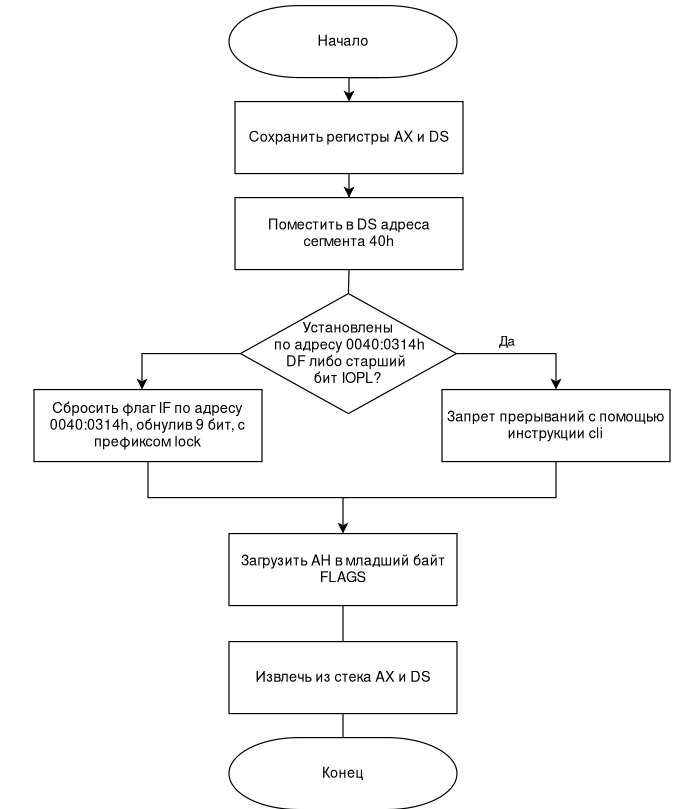 Начало
Сохранить регистры AX и DS
Поместить в DS адреса
сегмента 40h
Установлены
по адресу 0040:0314h
DF либо старший
бит IOPL?
Да
Сбросить флаг IF по адресу
0040:0314h, обнулив 9 бит, с
префиксом lock
Запрет прерываний с помощью
инструкции cli
Загрузить AH в младший байт
FLAGS
Извлечь из стека AX и DS
Конец